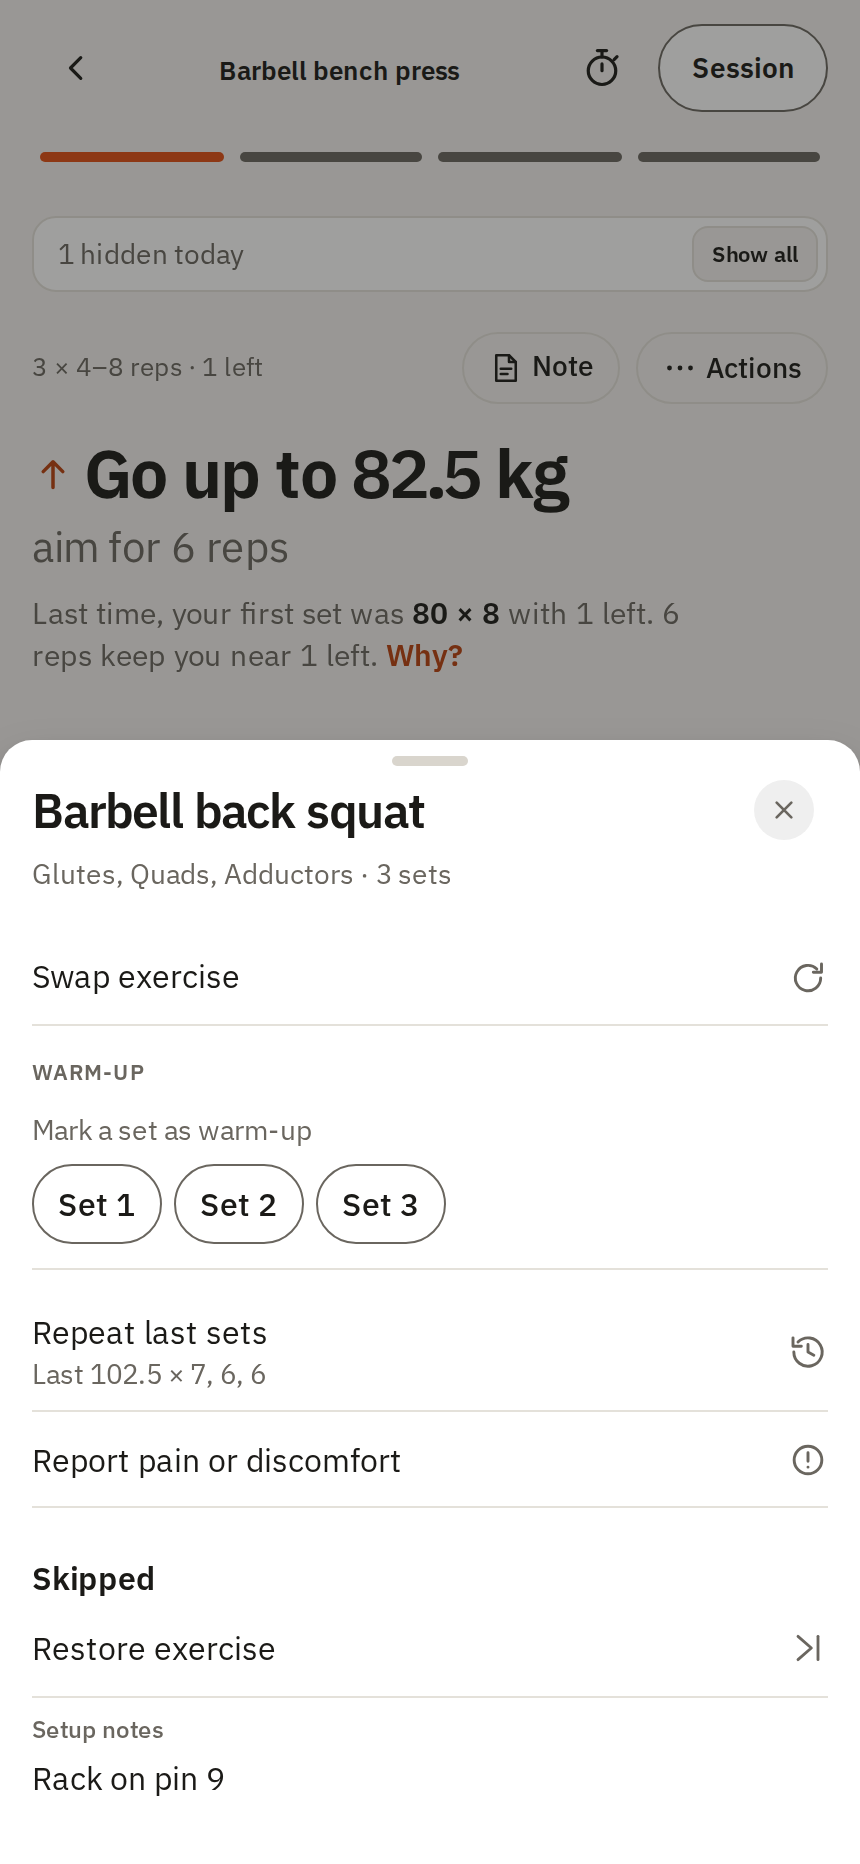 Barbell bench press
Session
1 hidden today
Show all
3 × 4–8 reps · 1 left
Note
Actions
↑ Go up to 82.5 kg
aim for 6 reps
Last time, your first set was 80 × 8 with 1 left. 6
reps keep you near 1 left. Why?
Barbell back squat
Glutes, Quads, Adductors · 3 sets
Swap exercise
WARM-UP
Mark a set as warm-up
Set 1
Set 2
Set 3
Repeat last sets
Last 102.5 × 7, 6, 6
Report pain or discomfort
Skipped
Restore exercise
Setup notes
Rack on pin 9